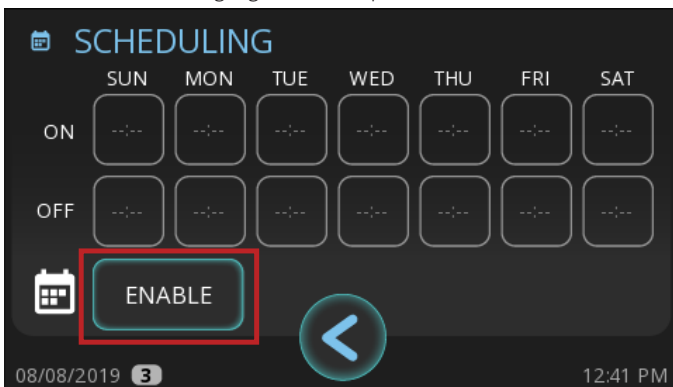 SCHEDULING
SUN MON TUE WED THU FRI SAT
ON --:-- --:-- --:-- --:-- --:-- --:-- --:--
OFF --:-- --:-- --:-- --:-- --:-- --:-- --:--
ENABLE
08/08/2019 3 12:41 PM